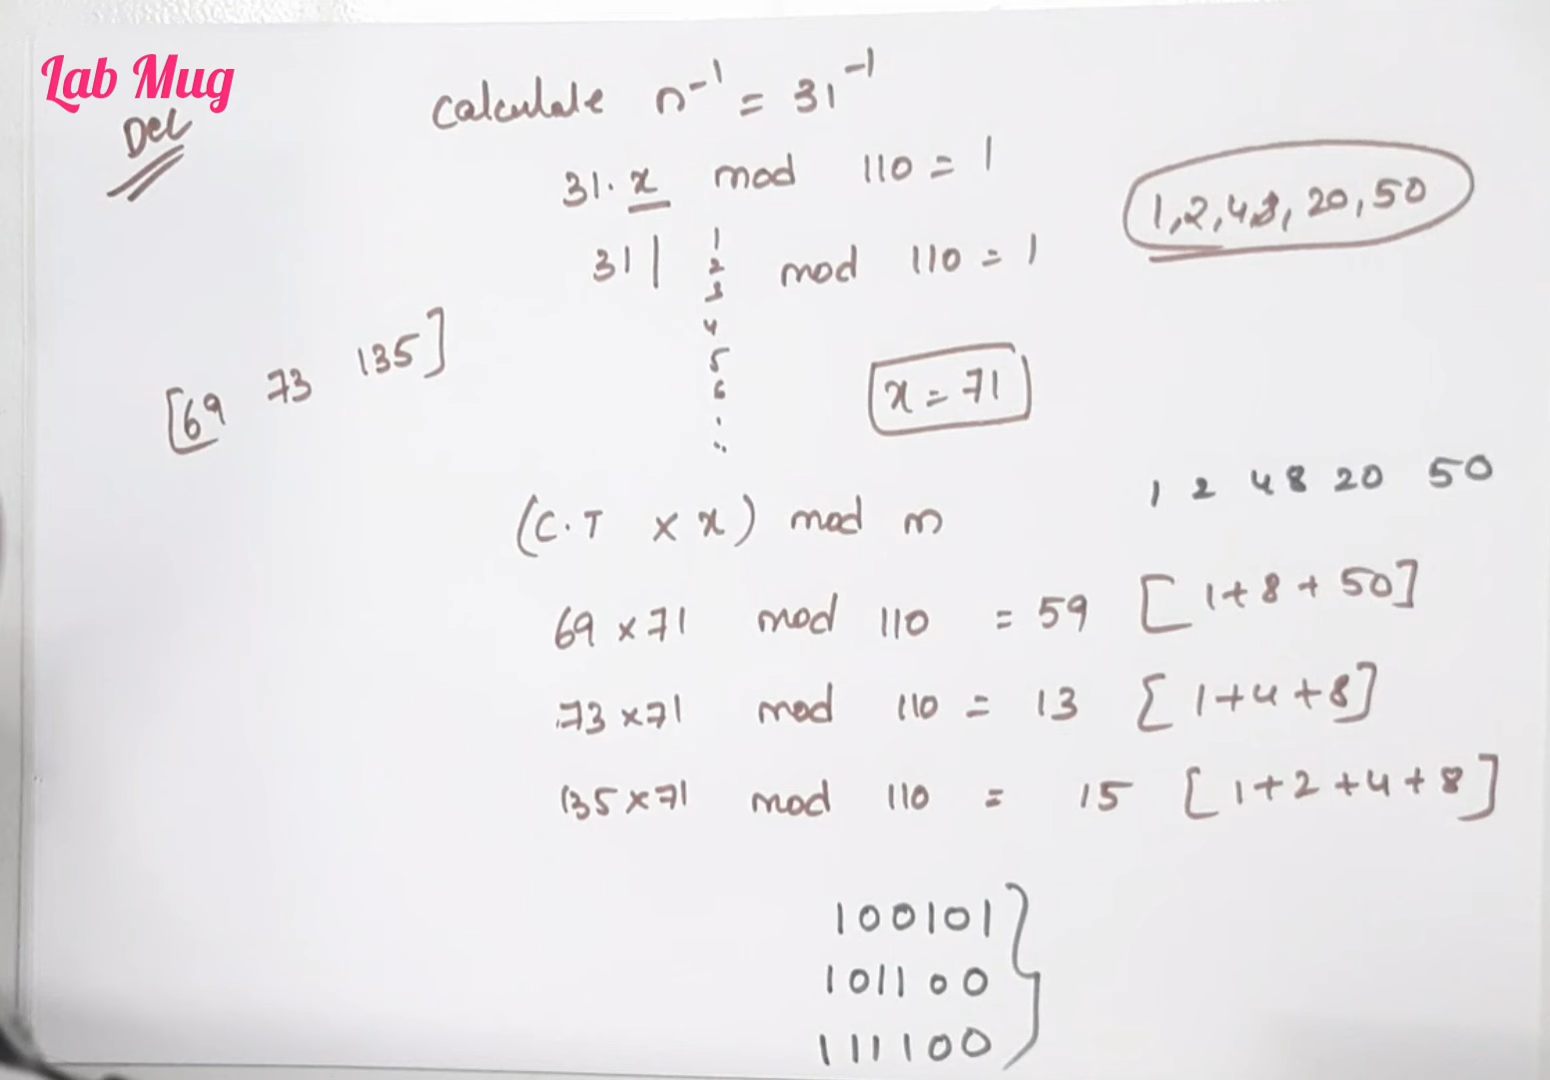 Lab Mug
Dec
calculate n⁻¹ = 31⁻¹
31·x mod 110 = 1
1,2,4,8, 20, 50
31 | 1 mod 110 = 1
2
3
4
5
6
.
..
[69 73 135]
x = 71
1 2 4 8 20 50
(C.T × x) mod m
69 × 71 mod 110 = 59 [1+8+50]
73 × 71 mod 110 = 13 [1+4+8]
135 × 71 mod 110 = 15 [1+2+4+8]
100101
101100
111100